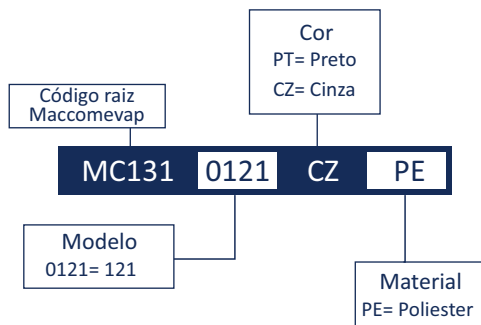 Cor
PT= Preto
CZ= Cinza
Código raiz
Maccomevap
MC131 0121 CZ PE
Modelo
0121= 121
Material
PE= Poliester